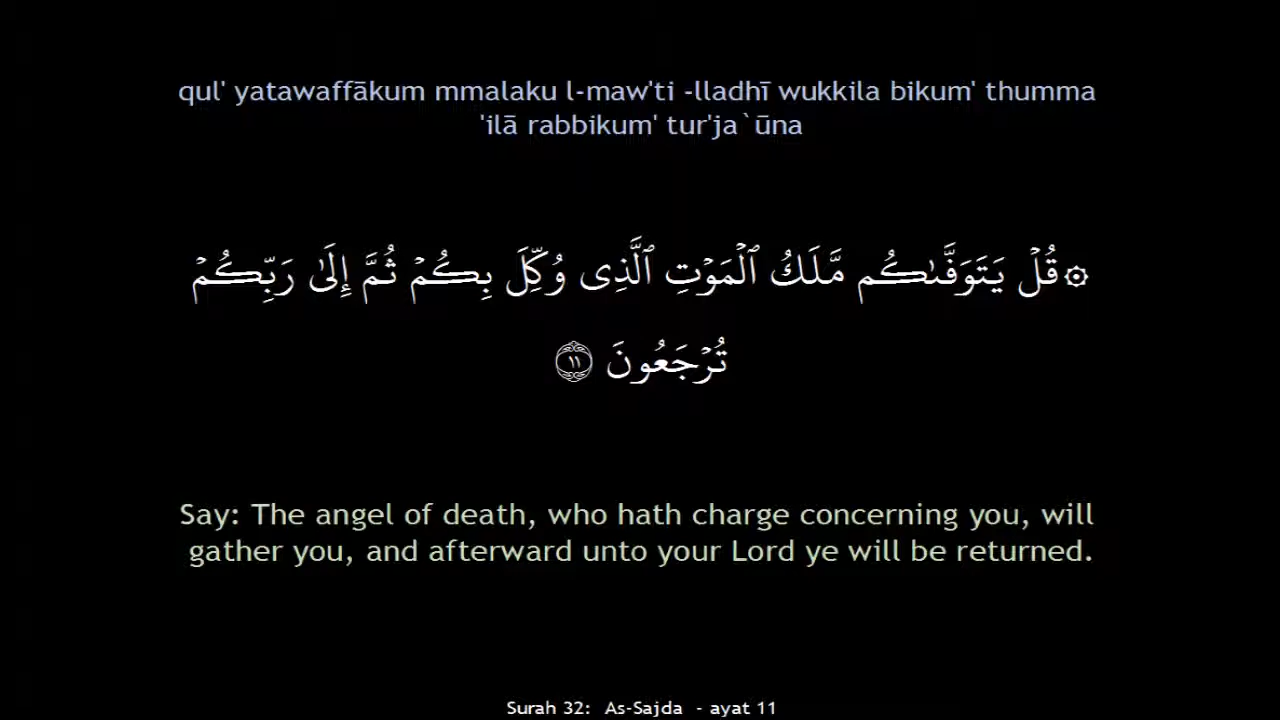 qul' yatawaffākum mmalaku l-maw'ti -lladhī wukkila bikum' thumma
'ilā rabbikum' tur'ja`ūna
۞ قُلۡ يَتَوَفَّىٰكُم مَّلَكُ ٱلۡمَوۡتِ ٱلَّذِى وُكِّلَ بِكُمۡ ثُمَّ إِلَىٰ رَبِّكُمۡ
تُرۡجَعُونَ ١١
Say: The angel of death, who hath charge concerning you, will
gather you, and afterward unto your Lord ye will be returned.
Surah 32: As-Sajda - ayat 11